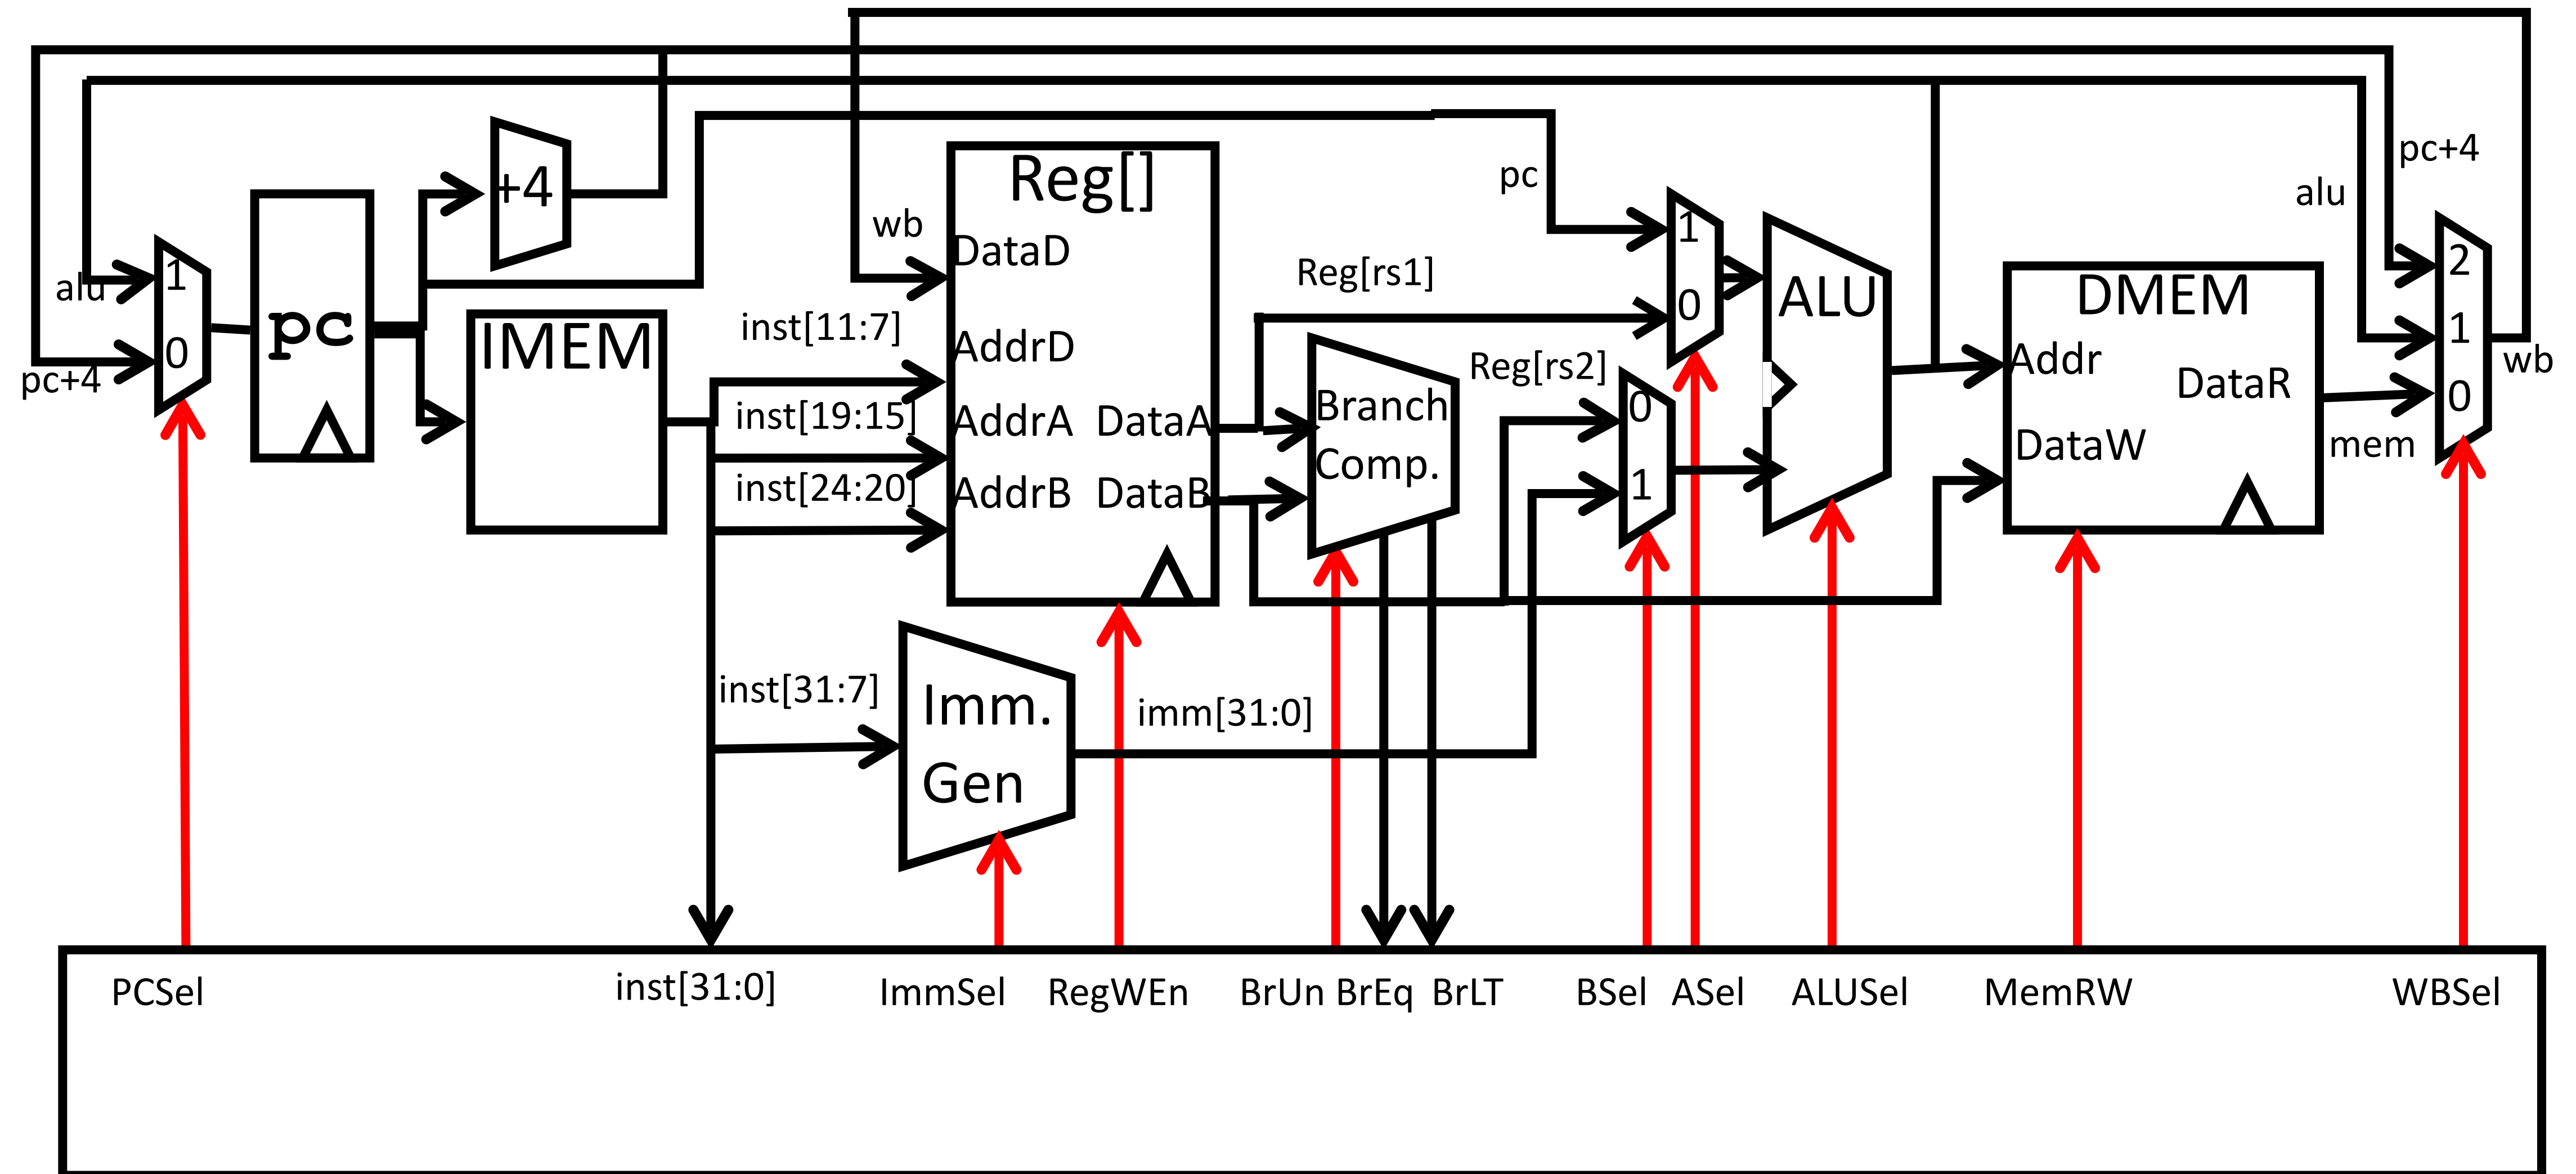 pc+4
alu
pc
+4
Reg[]
wb
DataD
alu
1
0
pc+4
pc
IMEM
inst[11:7]
AddrD
inst[19:15]
AddrA
DataA
inst[24:20]
AddrB
DataB
Reg[rs1]
Branch
Comp.
Reg[rs2]
1
0
0
1
ALU
DMEM
Addr
DataR
DataW
mem
2
1
0
wb
inst[31:7]
Imm.
Gen
imm[31:0]
PCSel
inst[31:0]
ImmSel
RegWEn
BrUn
BrEq
BrLT
BSel
ASel
ALUSel
MemRW
WBSel